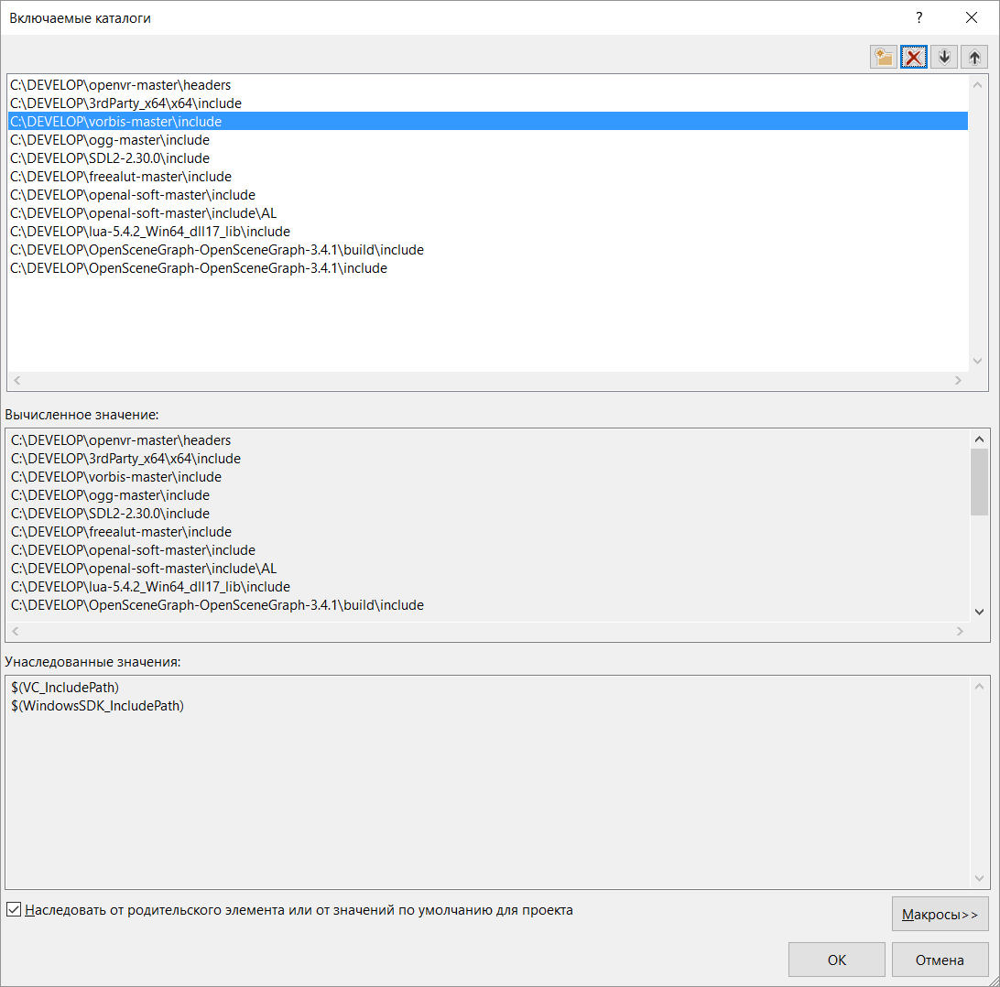 Включаемые каталоги
C:\DEVELOP\openvr-master\headers
C:\DEVELOP\3rdParty_x64\x64\include
C:\DEVELOP\vorbis-master\include
C:\DEVELOP\ogg-master\include
C:\DEVELOP\SDL2-2.30.0\include
C:\DEVELOP\freealut-master\include
C:\DEVELOP\openal-soft-master\include
C:\DEVELOP\openal-soft-master\include\AL
C:\DEVELOP\lua-5.4.2_Win64_dll17_lib\include
C:\DEVELOP\OpenSceneGraph-OpenSceneGraph-3.4.1\build\include
C:\DEVELOP\OpenSceneGraph-OpenSceneGraph-3.4.1\include
Вычисленное значение:
C:\DEVELOP\openvr-master\headers
C:\DEVELOP\3rdParty_x64\x64\include
C:\DEVELOP\vorbis-master\include
C:\DEVELOP\ogg-master\include
C:\DEVELOP\SDL2-2.30.0\include
C:\DEVELOP\freealut-master\include
C:\DEVELOP\openal-soft-master\include
C:\DEVELOP\openal-soft-master\include\AL
C:\DEVELOP\lua-5.4.2_Win64_dll17_lib\include
C:\DEVELOP\OpenSceneGraph-OpenSceneGraph-3.4.1\build\include
Унаследованные значения:
$(VC_IncludePath)
$(WindowsSDK_IncludePath)
Наследовать от родительского элемента или от значений по умолчанию для проекта
Макросы>>
ОК
Отмена